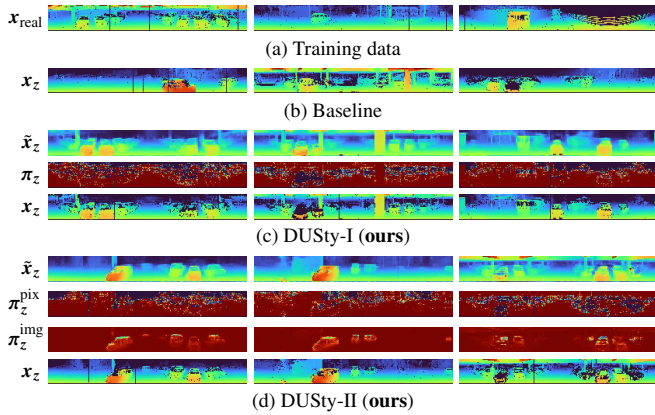 x_real
(a) Training data
x_z
(b) Baseline
x̃_z
π_z
x_z
(c) DUSty-I (ours)
x̃_z
π_z^pix
π_z^img
x_z
(d) DUSty-II (ours)